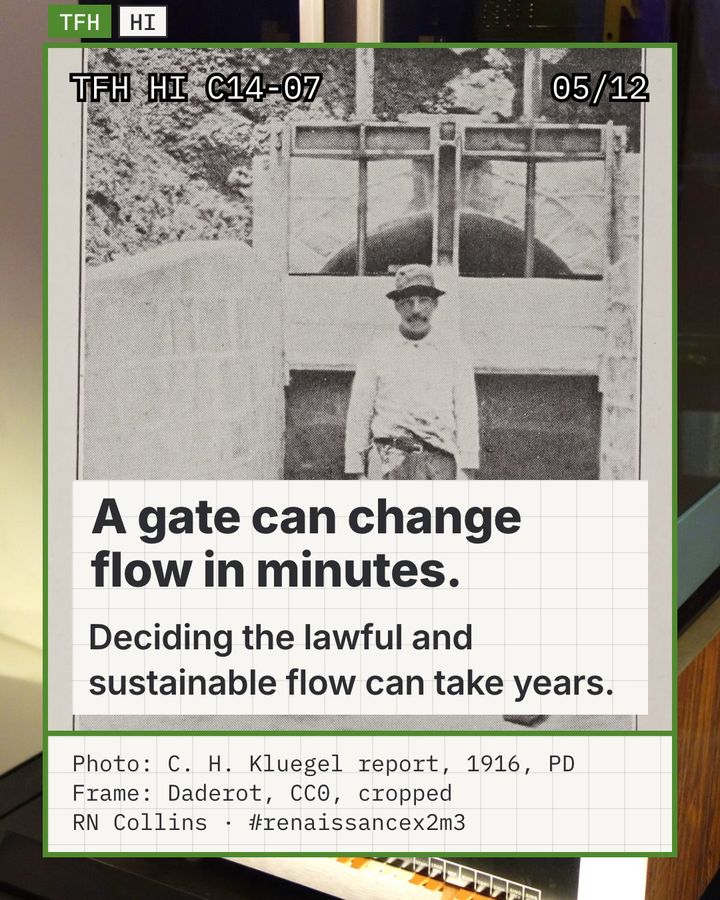 TFH HI
TFH HI C14-07 05/12
A gate can change
flow in minutes.
Deciding the lawful and
sustainable flow can take years.
Photo: C. H. Kluegel report, 1916, PD
Frame: Daderot, CC0, cropped
RN Collins · #renaissancex2m3